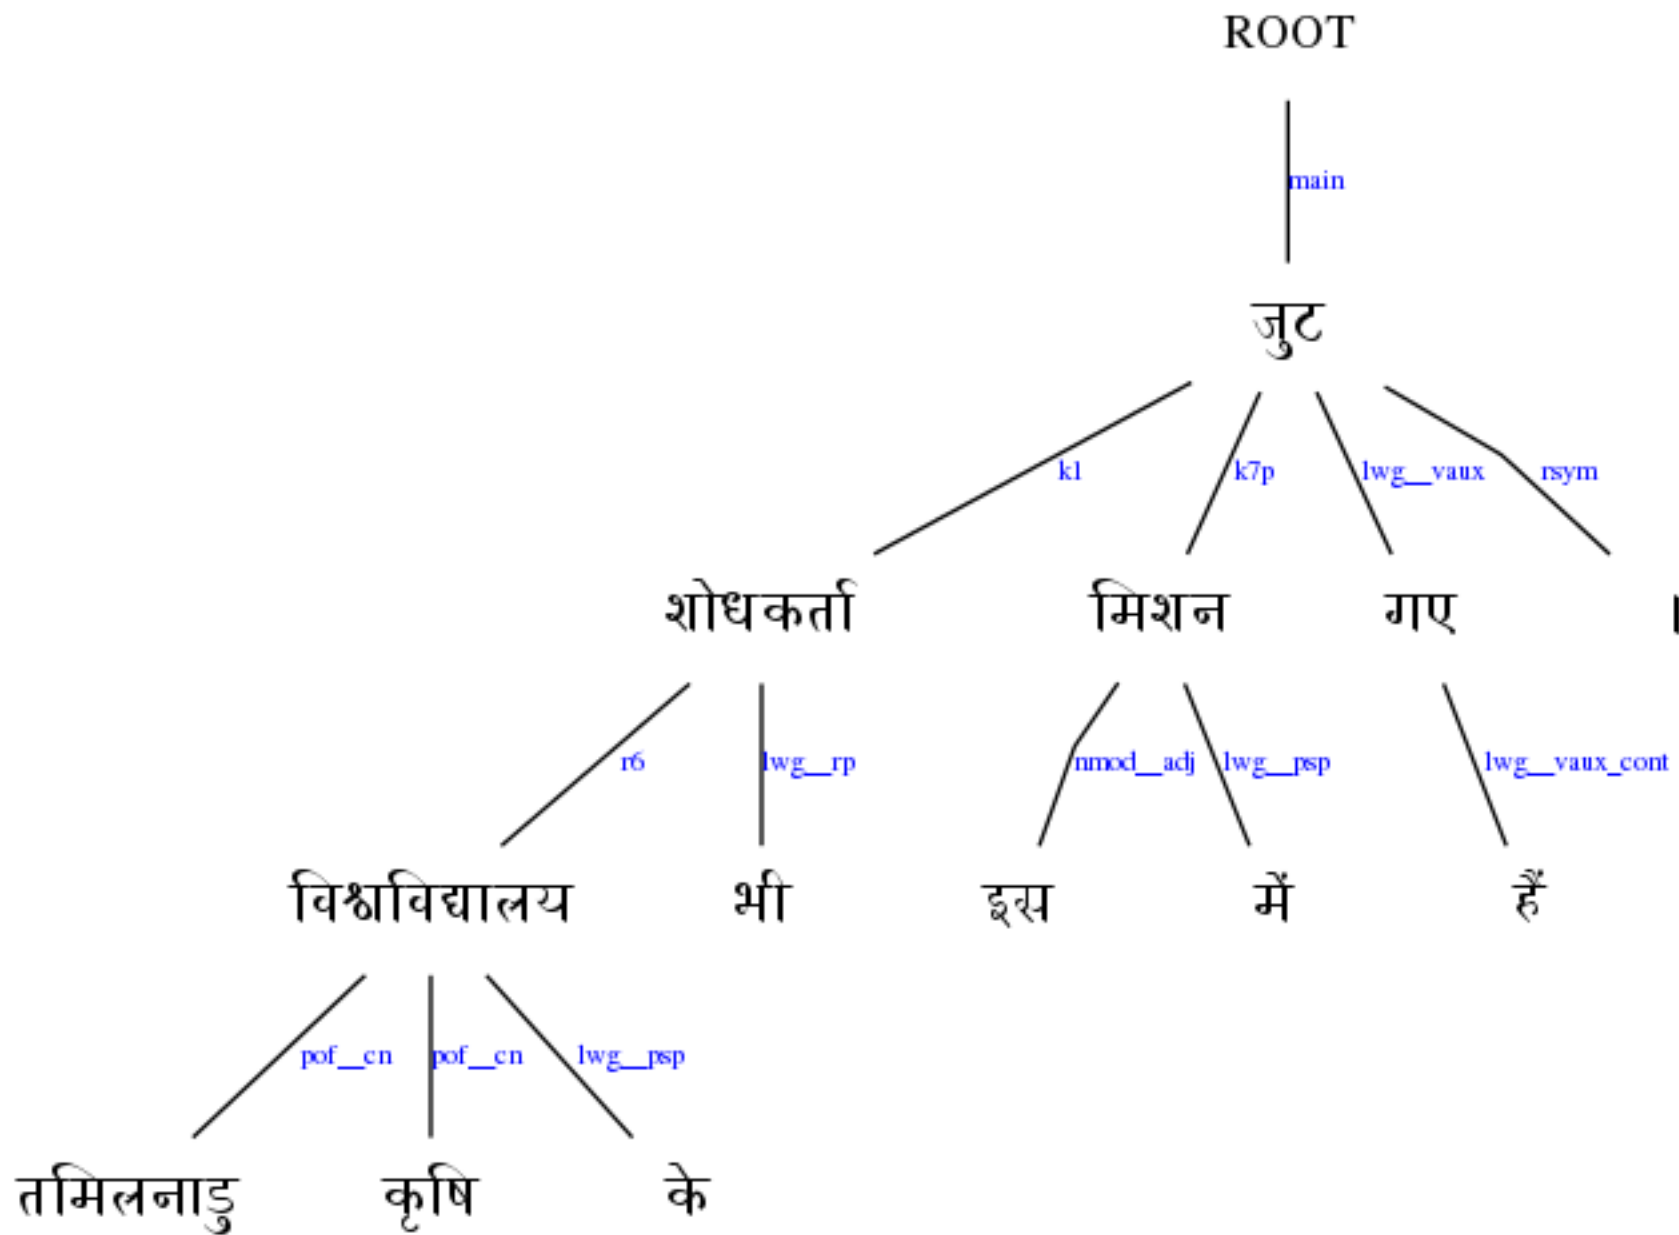 ROOT
main
जुट
k1 k7p lwg__vaux rsym
शोधकर्ता मिशन गए ।
r6 lwg__rp nmod__adj lwg__psp lwg__vaux_cont
विश्वविद्यालय भी इस में हैं
pof__cn pof__cn lwg__psp
तमिलनाडु कृषि के